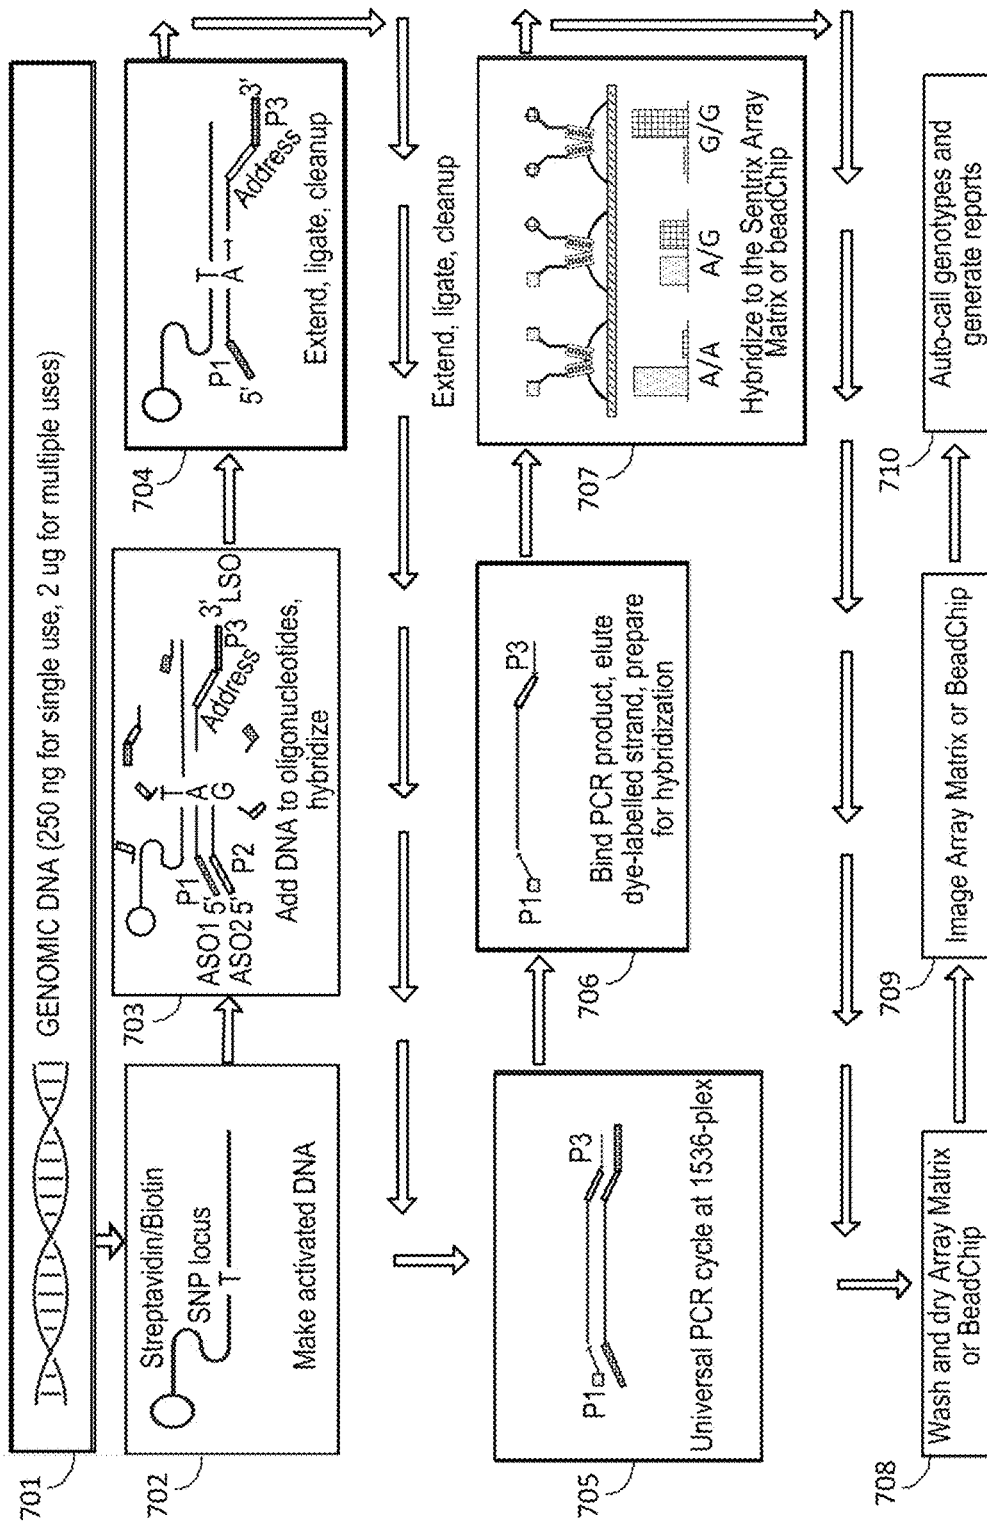 701
GENOMIC DNA (250 ng for single use, 2 ug for multiple uses)
702
Streptavidin/Biotin
SNP locus
T
Make activated DNA
703
T
A
G
P1
P2
ASO1 5'
ASO2 5'
Address
P3
3'
LSO
Add DNA to oligonucleotides,
hybridize
704
T
A
P1
5'
Address
P3
3'
Extend, ligate, cleanup
Extend, ligate, cleanup
705
P1
P3
Universal PCR cycle at 1536-plex
706
P1
P3
Bind PCR product, elute
dye-labelled strand, prepare
for hybridization
707
A/A
A/G
G/G
Hybridize to the Sentrix Array
Matrix or beadChip
708
Wash and dry Array Matrix
or BeadChip
709
Image Array Matrix or BeadChip
710
Auto-call genotypes and
generate reports